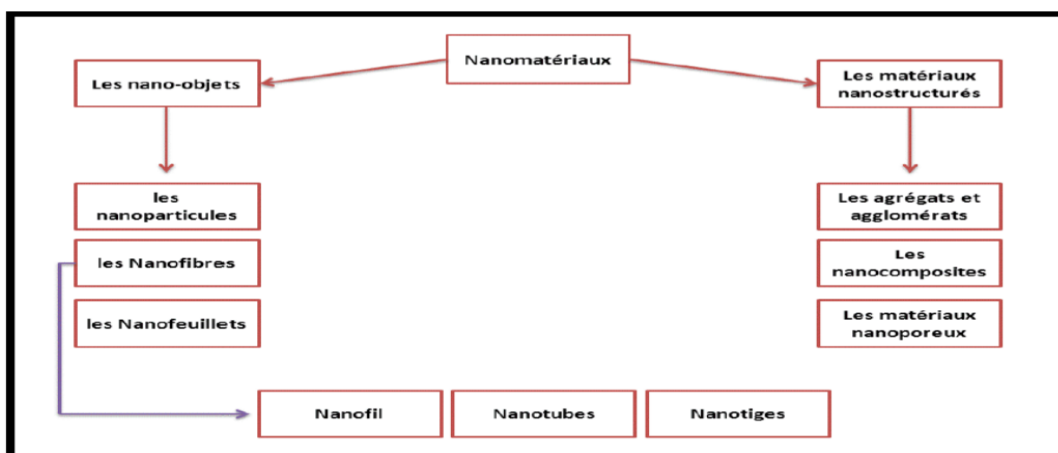 Nanomatériaux
Les nano-objets
Les matériaux
nanostructurés
les
nanoparticules
les Nanofibres
les Nanofeuillets
Les agrégats et
agglomérats
Les
nanocomposites
Les matériaux
nanoporeux
Nanofil
Nanotubes
Nanotiges